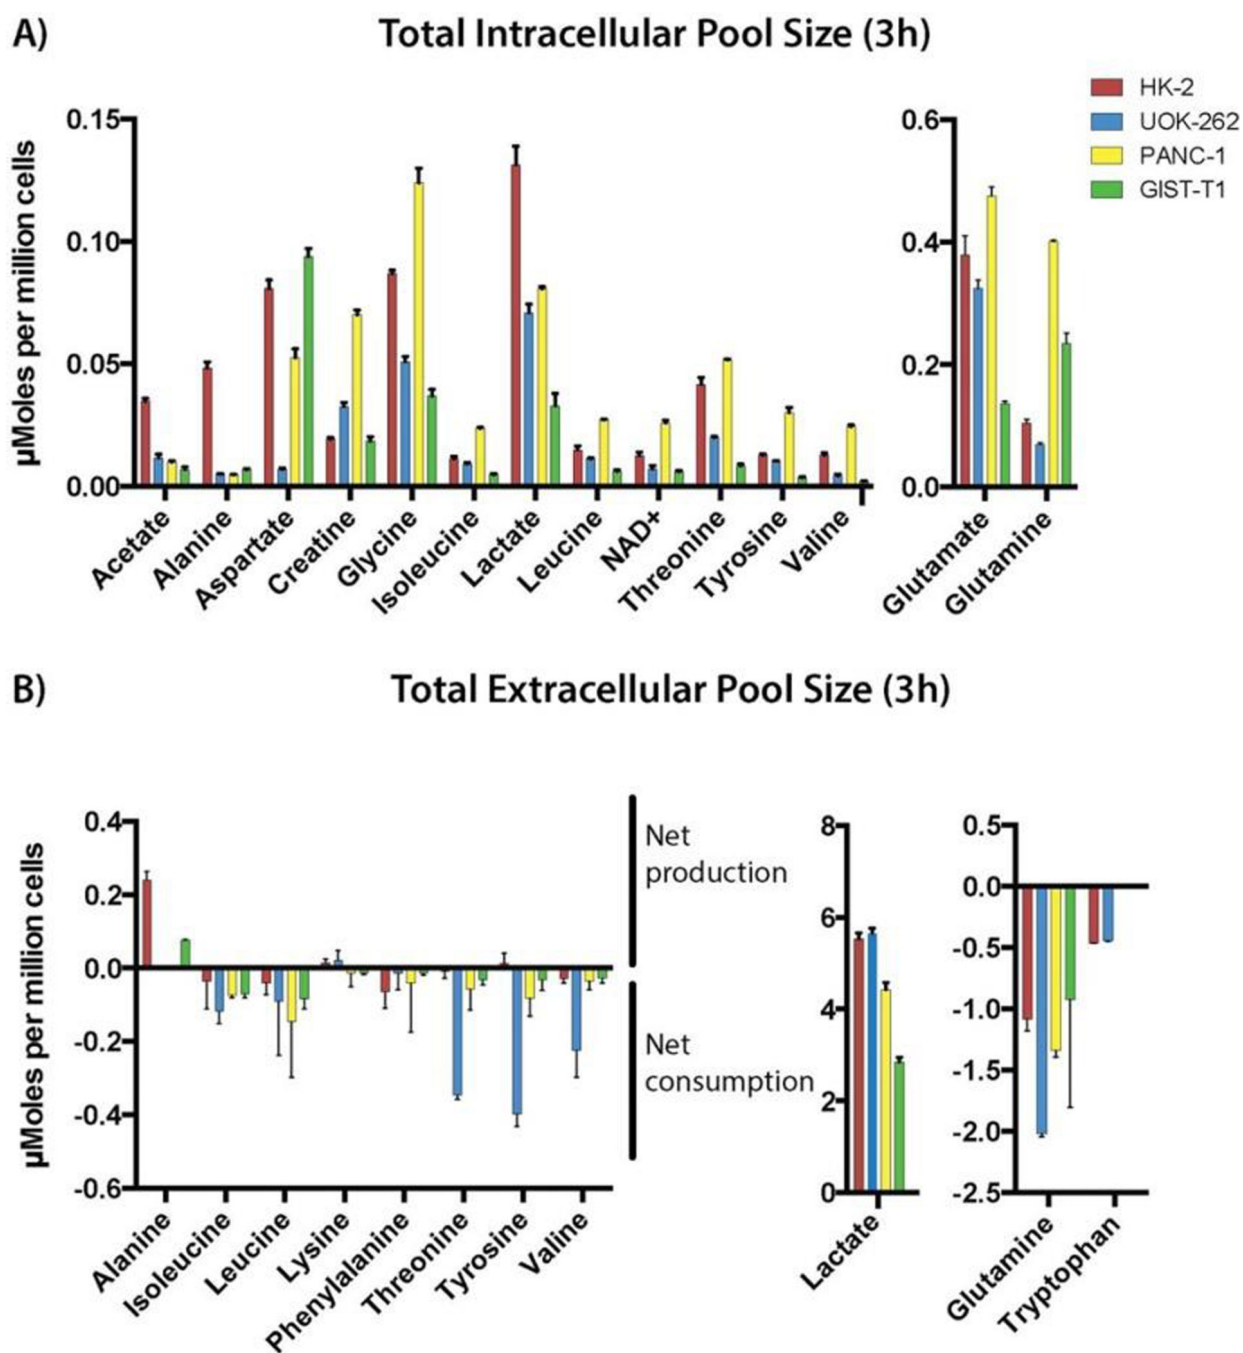 A)
Total Intracellular Pool Size (3h)
HK-2
UOK-262
PANC-1
GIST-T1
µMoles per million cells
0.15
0.10
0.05
0.00
Acetate
Alanine
Aspartate
Creatine
Glycine
Isoleucine
Lactate
Leucine
NAD+
Threonine
Tyrosine
Valine
0.6
0.4
0.2
0.0
Glutamate
Glutamine
B)
Total Extracellular Pool Size (3h)
µMoles per million cells
0.4
0.2
0.0
-0.2
-0.4
-0.6
Alanine
Isoleucine
Leucine
Lysine
Phenylalanine
Threonine
Tyrosine
Valine
Net
production
Net
consumption
8
6
4
2
0
Lactate
0.5
0.0
-0.5
-1.0
-1.5
-2.0
-2.5
Glutamine
Tryptophan